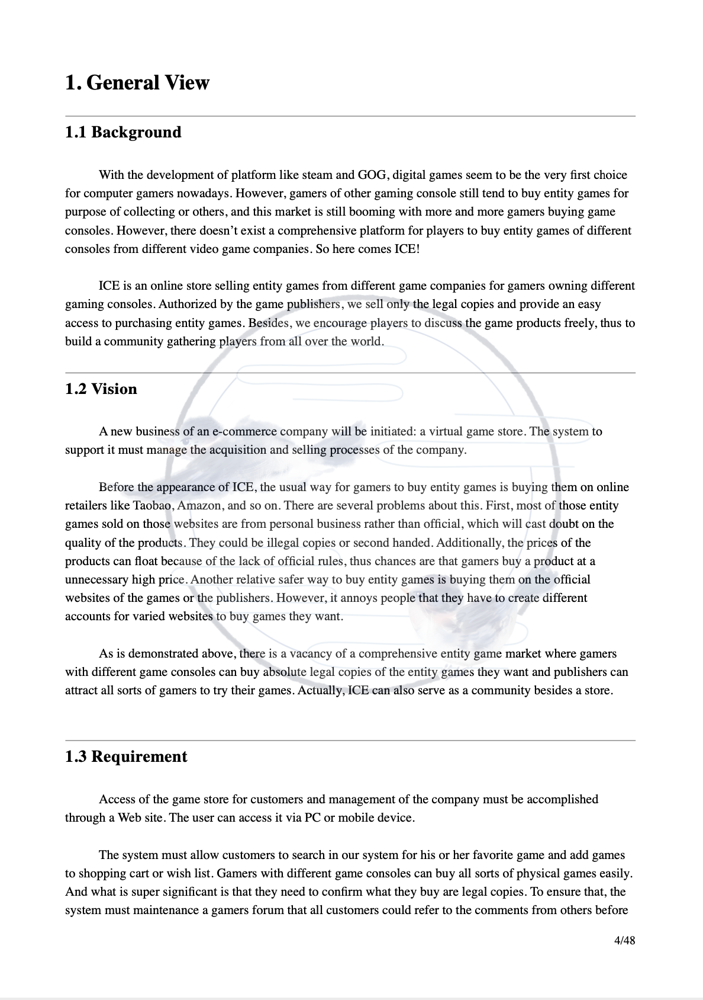 1. General View
1.1 Background
With the development of platform like steam and GOG, digital games seem to be the very first choice
for computer gamers nowadays. However, gamers of other gaming console still tend to buy entity games for
purpose of collecting or others, and this market is still booming with more and more gamers buying game
consoles. However, there doesn’t exist a comprehensive platform for players to buy entity games of different
consoles from different video game companies. So here comes ICE!
ICE is an online store selling entity games from different game companies for gamers owning different
gaming consoles. Authorized by the game publishers, we sell only the legal copies and provide an easy
access to purchasing entity games. Besides, we encourage players to discuss the game products freely, thus to
build a community gathering players from all over the world.
1.2 Vision
A new business of an e-commerce company will be initiated: a virtual game store. The system to
support it must manage the acquisition and selling processes of the company.
Before the appearance of ICE, the usual way for gamers to buy entity games is buying them on online
retailers like Taobao, Amazon, and so on. There are several problems about this. First, most of those entity
games sold on those websites are from personal business rather than official, which will cast doubt on the
quality of the products. They could be illegal copies or second handed. Additionally, the prices of the
products can float because of the lack of official rules, thus chances are that gamers buy a product at a
unnecessary high price. Another relative safer way to buy entity games is buying them on the official
websites of the games or the publishers. However, it annoys people that they have to create different
accounts for varied websites to buy games they want.
As is demonstrated above, there is a vacancy of a comprehensive entity game market where gamers
with different game consoles can buy absolute legal copies of the entity games they want and publishers can
attract all sorts of gamers to try their games. Actually, ICE can also serve as a community besides a store.
1.3 Requirement
Access of the game store for customers and management of the company must be accomplished
through a Web site. The user can access it via PC or mobile device.
The system must allow customers to search in our system for his or her favorite game and add games
to shopping cart or wish list. Gamers with different game consoles can buy all sorts of physical games easily.
And what is super significant is that they need to confirm what they buy are legal copies. To ensure that, the
system must maintenance a gamers forum that all customers could refer to the comments from others before
4/48